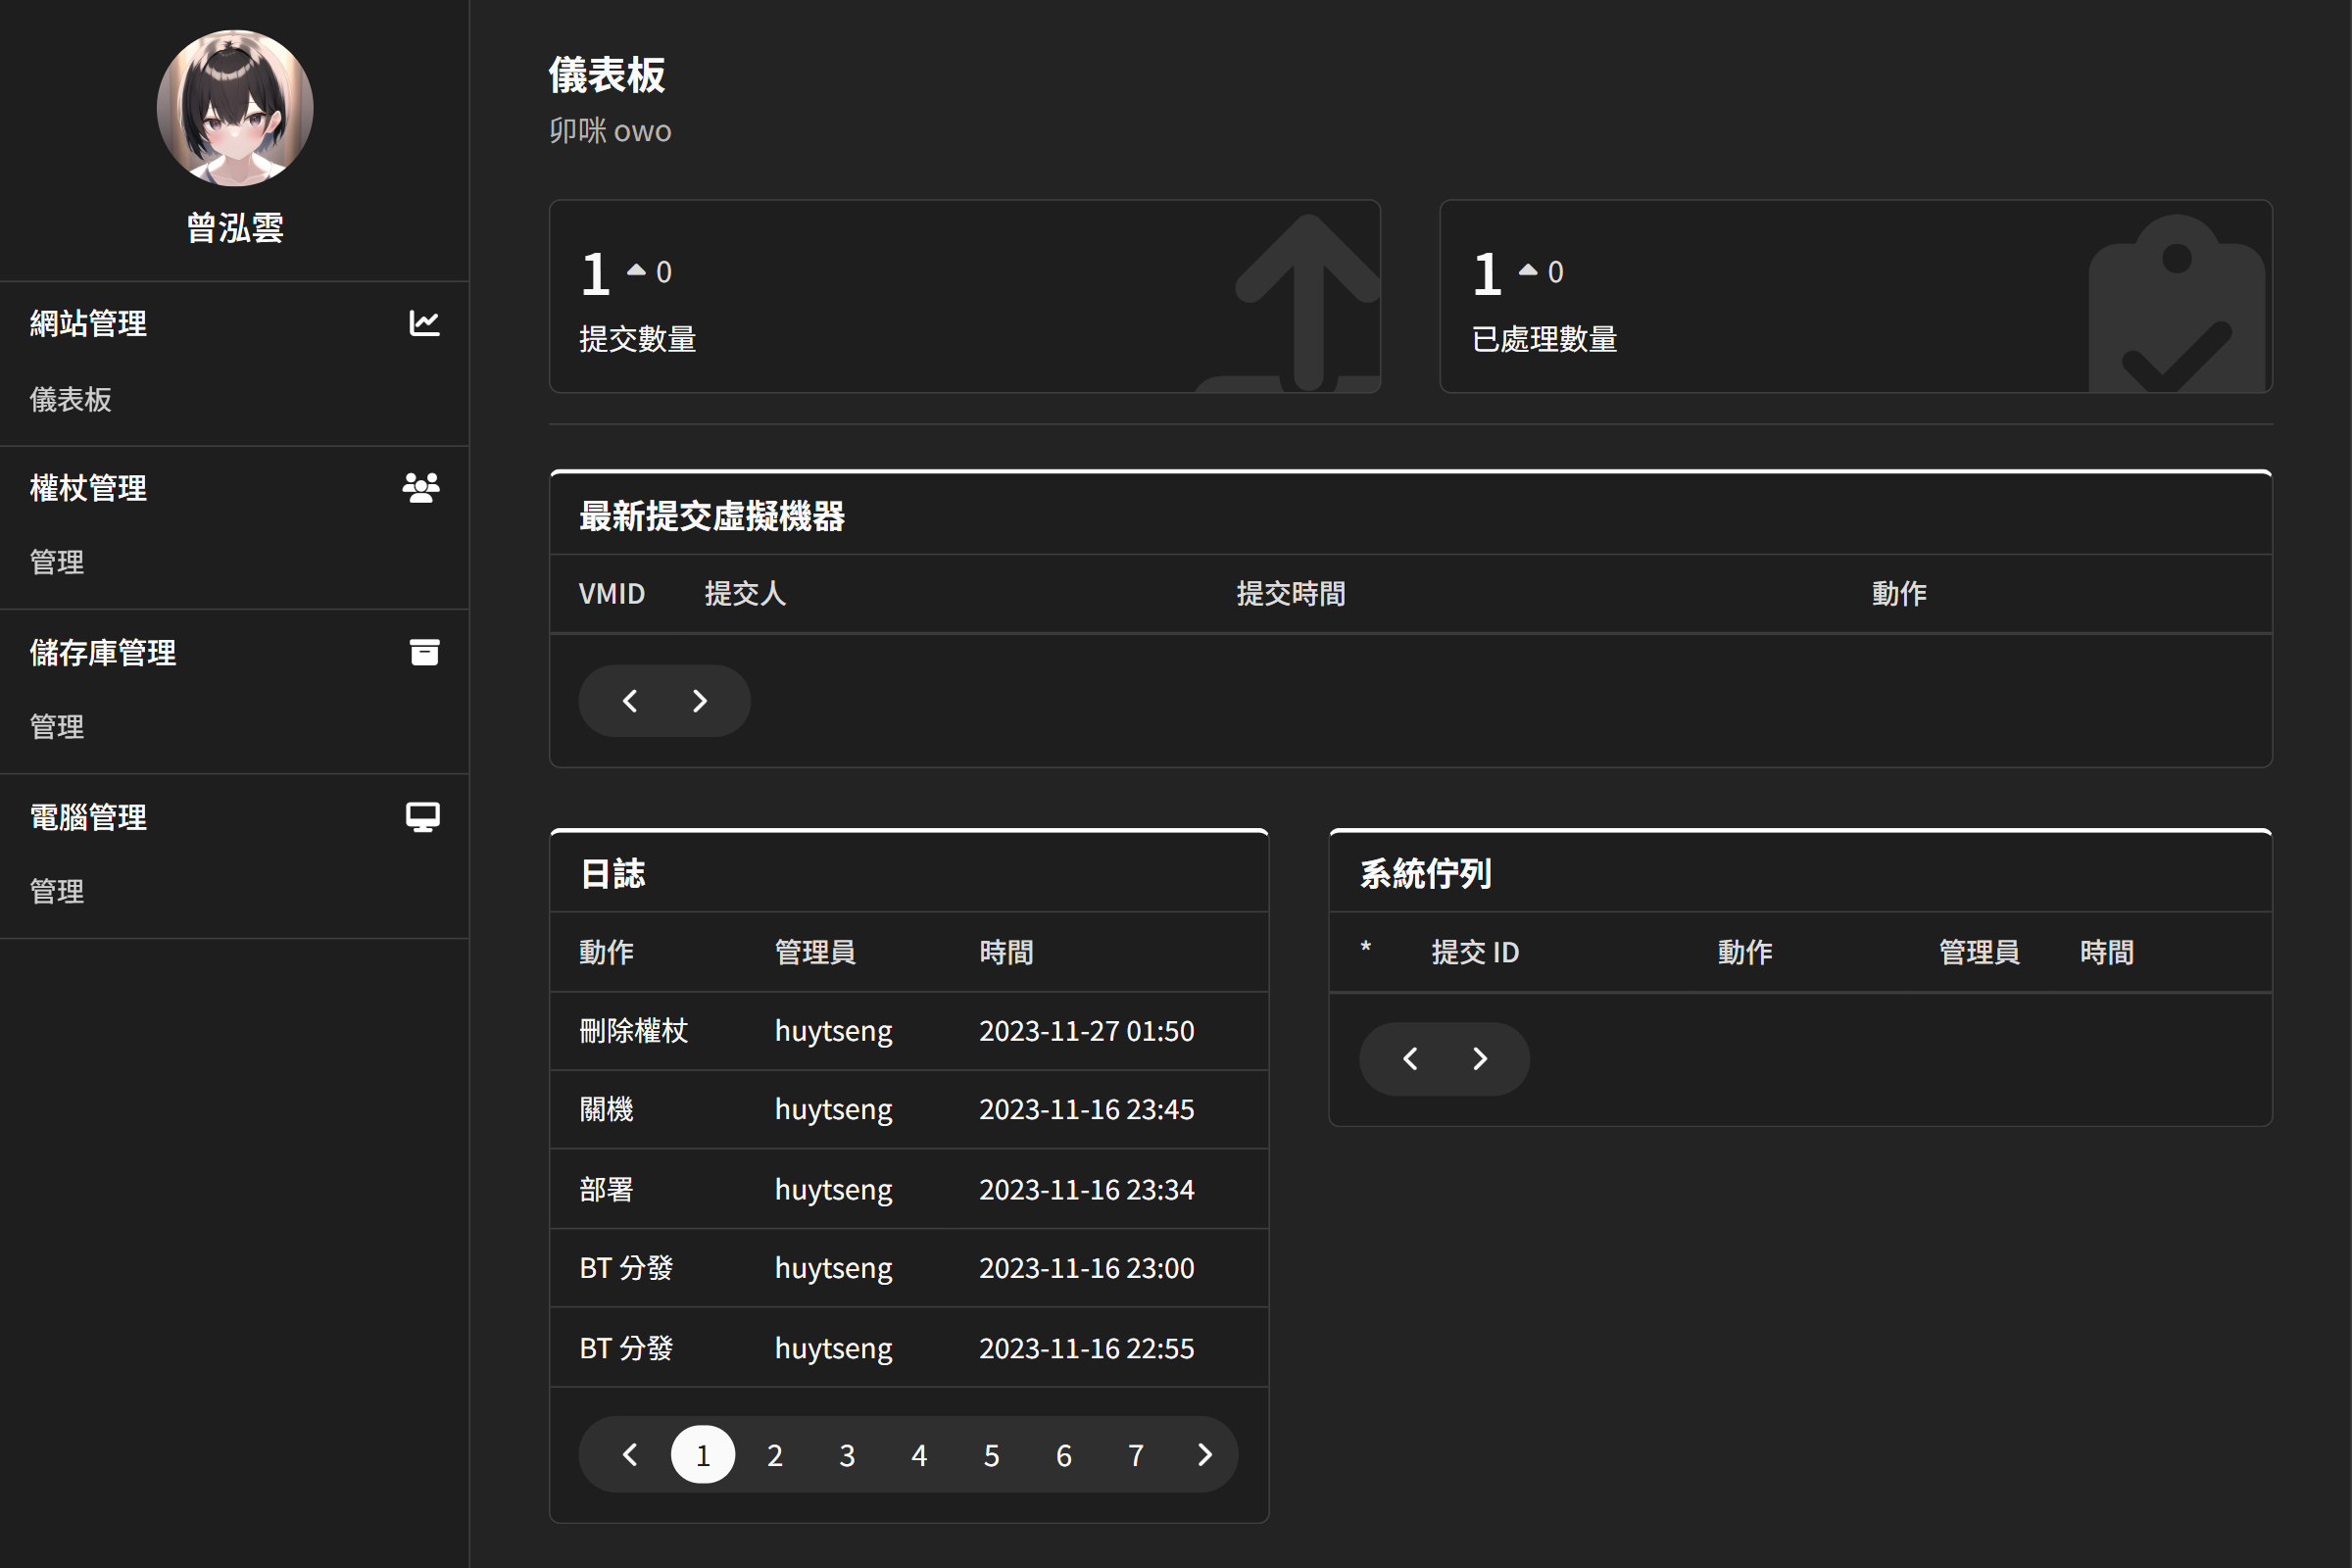 曾泓雲
網站管理
儀表板
權杖管理
管理
儲存庫管理
管理
電腦管理
管理
儀表板
卯咪 owo
1 0
提交數量
1 0
已處理數量
最新提交虛擬機器
VMID 提交人 提交時間 動作
日誌
動作 管理員 時間
刪除權杖 huytseng 2023-11-27 01:50
關機 huytseng 2023-11-16 23:45
部署 huytseng 2023-11-16 23:34
BT 分發 huytseng 2023-11-16 23:00
BT 分發 huytseng 2023-11-16 22:55
1 2 3 4 5 6 7
系統佇列
* 提交 ID 動作 管理員 時間